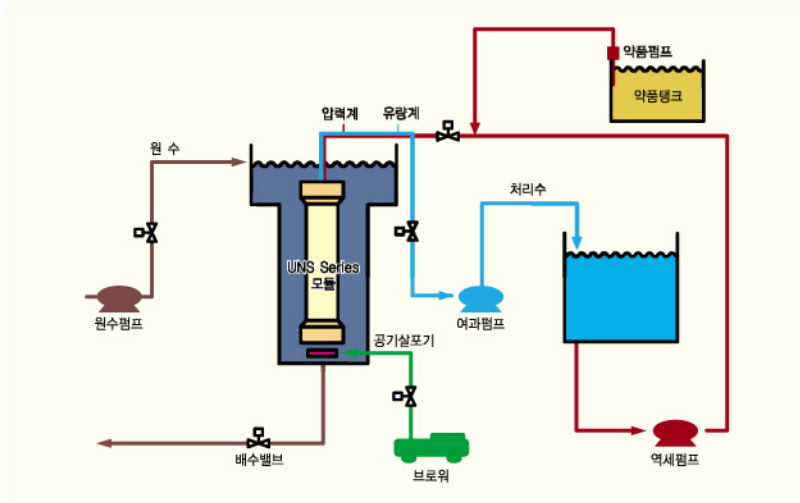 약품펌프
약품탱크
압력계
유량계
원 수
처리수
UNS Series
모듈
원수펌프
여과펌프
공기살포기
배수밸브
브로워
역세펌프